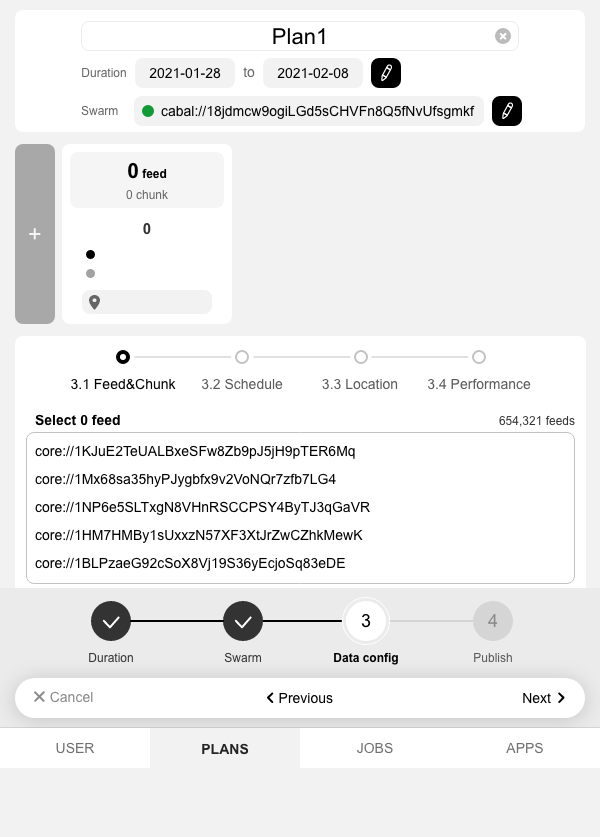 Plan1
Duration 2021-01-28 to 2021-02-08
Swarm cabal://18jdmcw9ogiLGd5sCHVFn8Q5fNvUfsgmkf
+
0 feed
0 chunk
0
3.1 Feed&Chunk 3.2 Schedule 3.3 Location 3.4 Performance
Select 0 feed 654,321 feeds
core://1KJuE2TeUALBxeSFw8Zb9pJ5jH9pTER6Mq
core://1Mx68sa35hyPJygbfx9v2VoNQr7zfb7LG4
core://1NP6e5SLTxgN8VHnRSCCPSY4ByTJ3qGaVR
core://1HM7HMBy1sUxxzN57XF3XtJrZwCZhkMewK
core://1BLPzaeG92cSoX8Vj19S36yEcjoSq83eDE
3 4
Duration Swarm Data config Publish
Cancel Previous Next
USER PLANS JOBS APPS